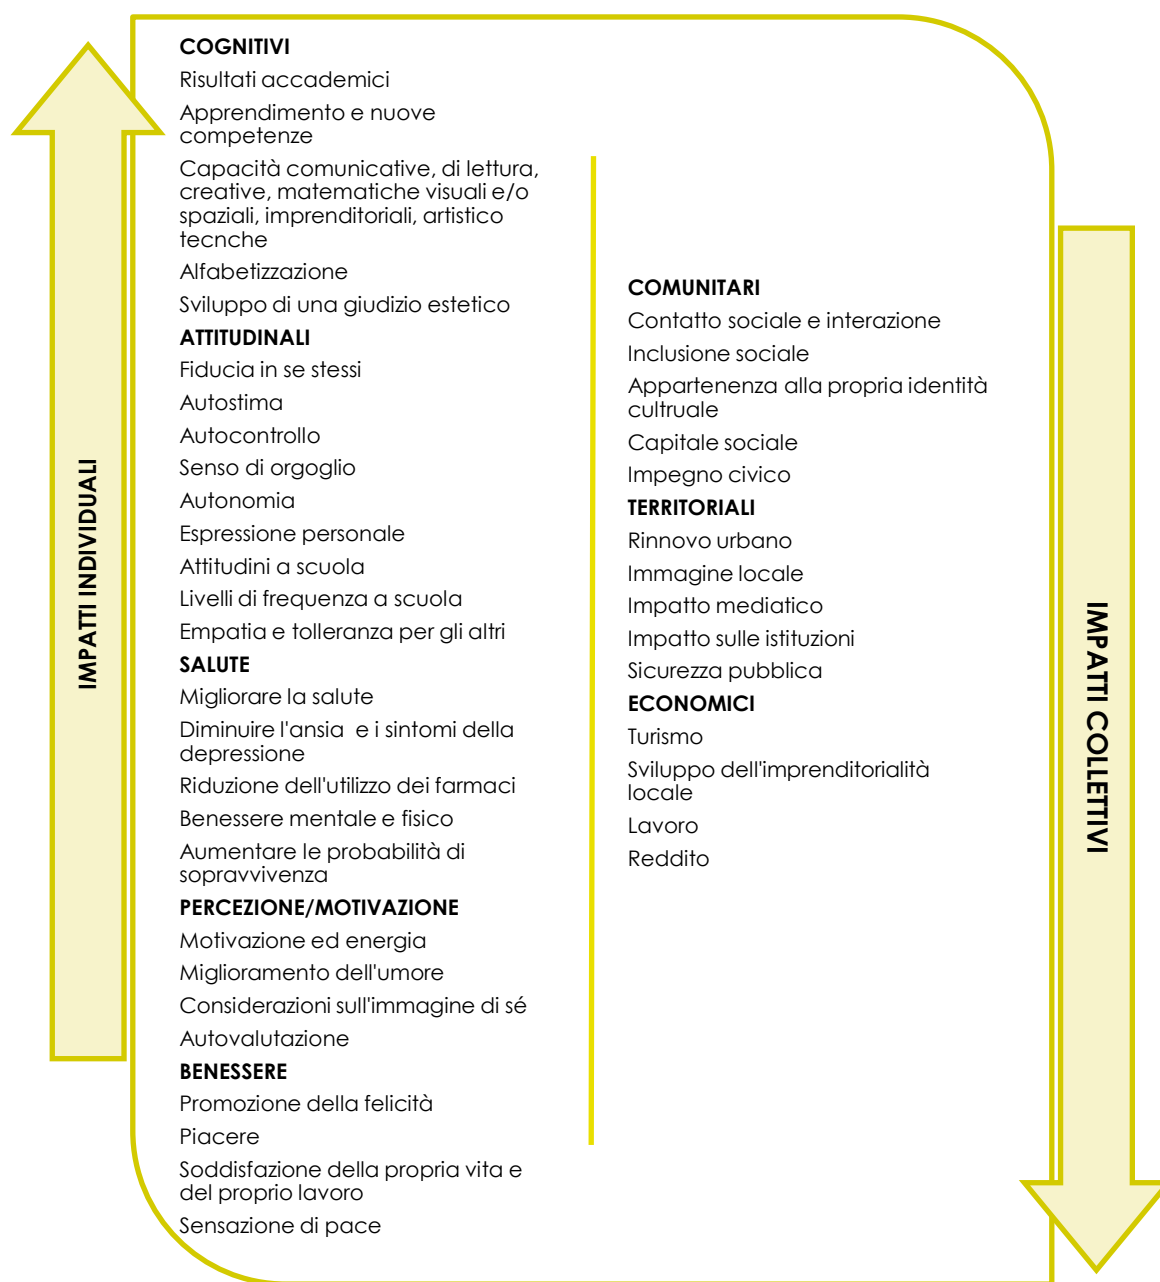 IMPATTI INDIVIDUALI
COGNITIVI
Risultati accademici
Apprendimento e nuove
competenze
Capacità comunicative, di lettura,
creative, matematiche visuali e/o
spaziali, imprenditoriali, artistico
tecnche
Alfabetizzazione
Sviluppo di una giudizio estetico
ATTITUDINALI
Fiducia in se stessi
Autostima
Autocontrollo
Senso di orgoglio
Autonomia
Espressione personale
Attitudini a scuola
Livelli di frequenza a scuola
Empatia e tolleranza per gli altri
SALUTE
Migliorare la salute
Diminuire l'ansia  e i sintomi della
depressione
Riduzione dell'utilizzo dei farmaci
Benessere mentale e fisico
Aumentare le probabilità di
sopravvivenza
PERCEZIONE/MOTIVAZIONE
Motivazione ed energia
Miglioramento dell'umore
Considerazioni sull'immagine di sé
Autovalutazione
BENESSERE
Promozione della felicità
Piacere
Soddisfazione della propria vita e
del proprio lavoro
Sensazione di pace
COMUNITARI
Contatto sociale e interazione
Inclusione sociale
Appartenenza alla propria identità
cultruale
Capitale sociale
Impegno civico
TERRITORIALI
Rinnovo urbano
Immagine locale
Impatto mediatico
Impatto sulle istituzioni
Sicurezza pubblica
ECONOMICI
Turismo
Sviluppo dell'imprenditorialità
locale
Lavoro
Reddito
IMPATTI COLLETTIVI